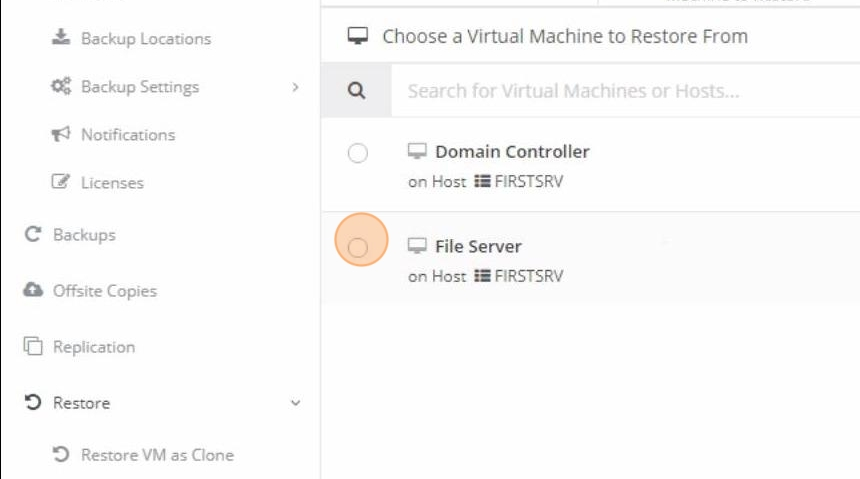 Backup Locations
Backup Settings
Notifications
Licenses
Backups
Offsite Copies
Replication
Restore
Restore VM as Clone
Choose a Virtual Machine to Restore From
Search for Virtual Machines or Hosts...
Domain Controller
on Host FIRSTSRV
File Server
on Host FIRSTSRV